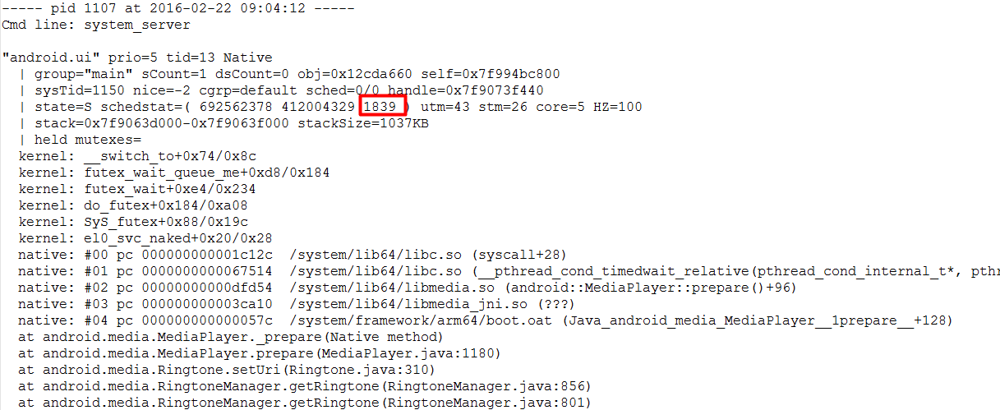 ----- pid 1107 at 2016-02-22 09:04:12 -----
Cmd line: system_server
"android.ui" prio=5 tid=13 Native
| group="main" sCount=1 dsCount=0 obj=0x12cda660 self=0x7f994bc800
| sysTid=1150 nice=-2 cgrp=default sched=0/0 handle=0x7f9073f440
| state=S schedstat=( 692562378 412004329 1839 ) utm=43 stm=26 core=5 HZ=100
| stack=0x7f9063d000-0x7f9063f000 stackSize=1037KB
| held mutexes=
kernel: __switch_to+0x74/0x8c
kernel: futex_wait_queue_me+0xd8/0x184
kernel: futex_wait+0xe4/0x234
kernel: do_futex+0x184/0xa08
kernel: SyS_futex+0x88/0x19c
kernel: el0_svc_naked+0x20/0x28
native: #00 pc 000000000001c12c /system/lib64/libc.so (syscall+28)
native: #01 pc 0000000000067514 /system/lib64/libc.so (__pthread_cond_timedwait_relative(pthread_cond_internal_t*, pthr
native: #02 pc 00000000000dfd54 /system/lib64/libmedia.so (android::MediaPlayer::prepare()+96)
native: #03 pc 000000000003ca10 /system/lib64/libmedia_jni.so (???)
native: #04 pc 000000000000057c /system/framework/arm64/boot.oat (Java_android_media_MediaPlayer__1prepare__+128)
at android.media.MediaPlayer._prepare(Native method)
at android.media.MediaPlayer.prepare(MediaPlayer.java:1180)
at android.media.Ringtone.setUri(Ringtone.java:310)
at android.media.RingtoneManager.getRingtone(RingtoneManager.java:856)
at android.media.RingtoneManager.getRingtone(RingtoneManager.java:801)